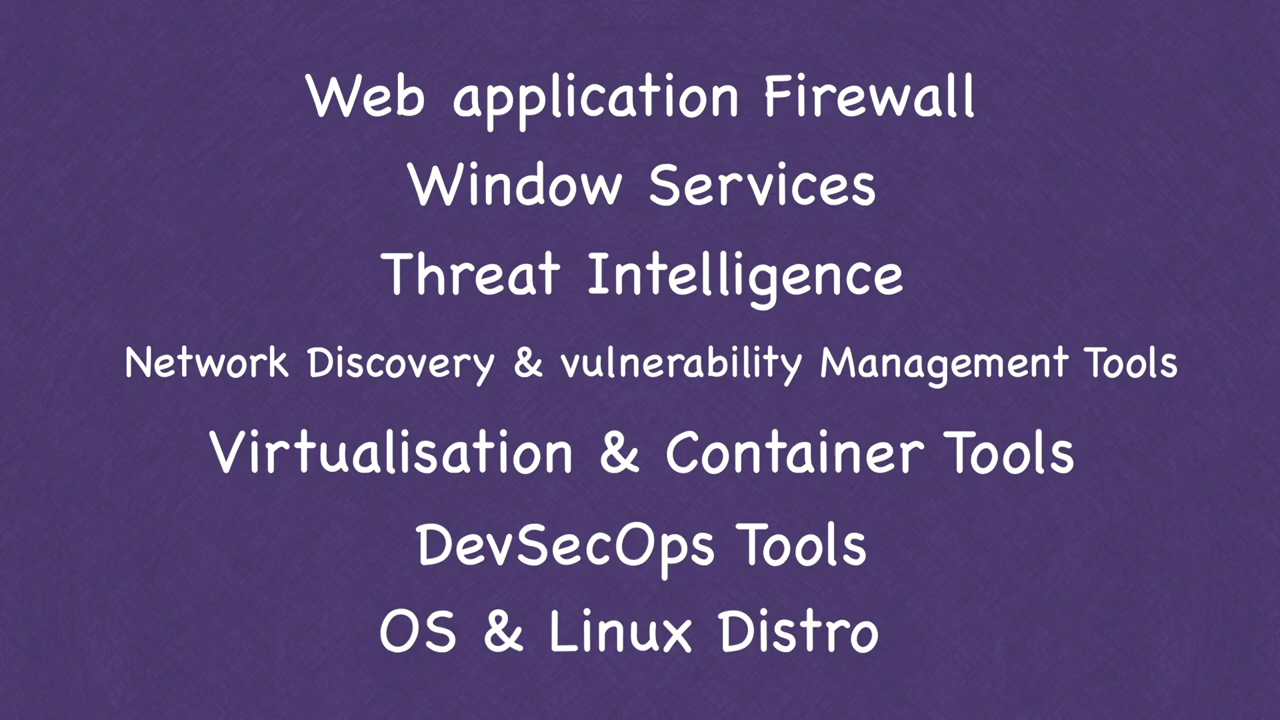 Web application Firewall
Window Services
Threat Intelligence
Network Discovery & vulnerability Management Tools
Virtualisation & Container Tools
DevSecOps Tools
OS & Linux Distro